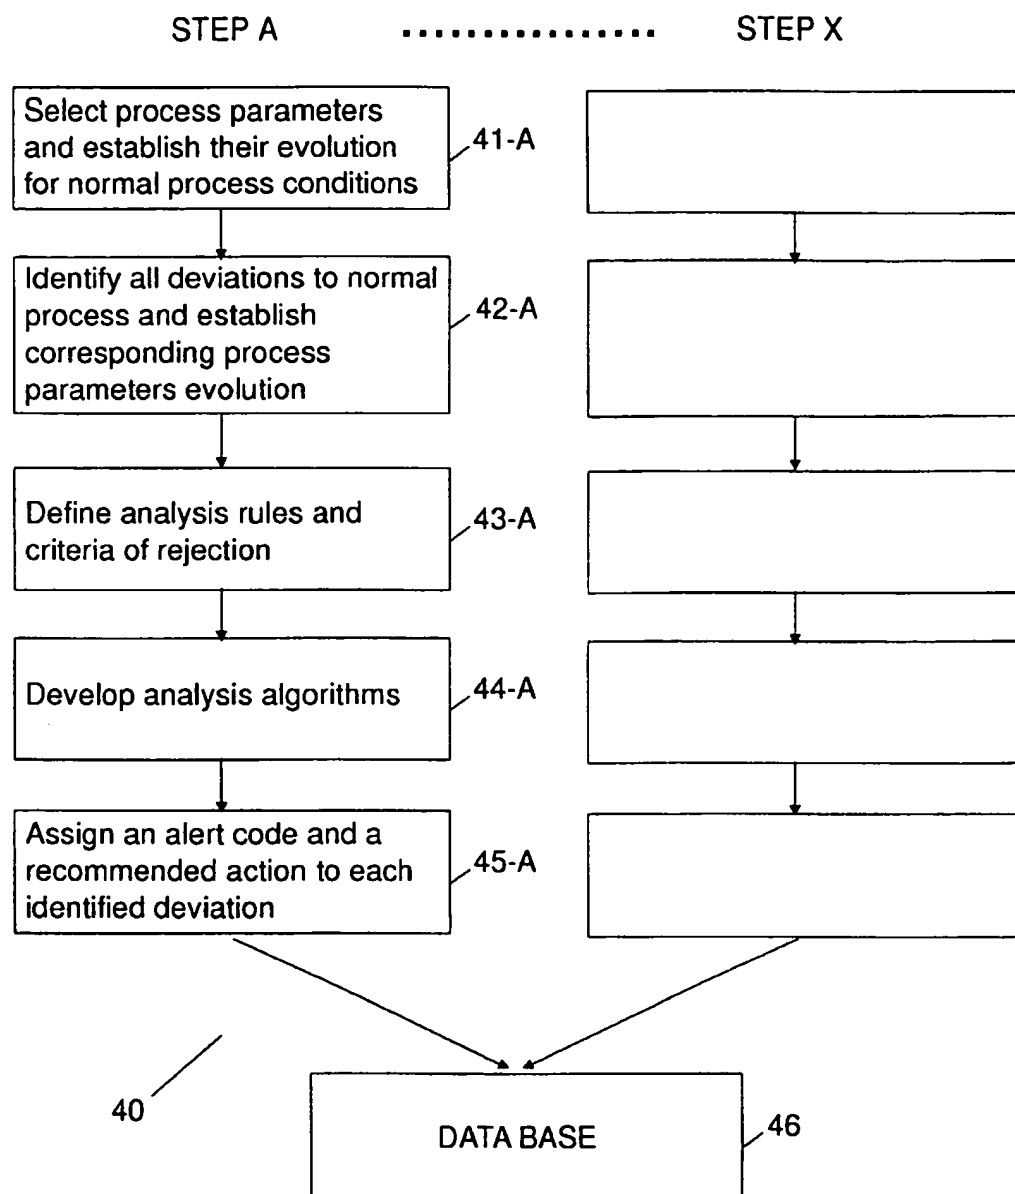 STEP A ................ STEP X
Select process parameters
and establish their evolution
for normal process conditions
41-A
Identify all deviations to normal
process and establish
corresponding process
parameters evolution
42-A
Define analysis rules and
criteria of rejection
43-A
Develop analysis algorithms
44-A
Assign an alert code and a
recommended action to each
identified deviation
45-A
40
DATA BASE
46